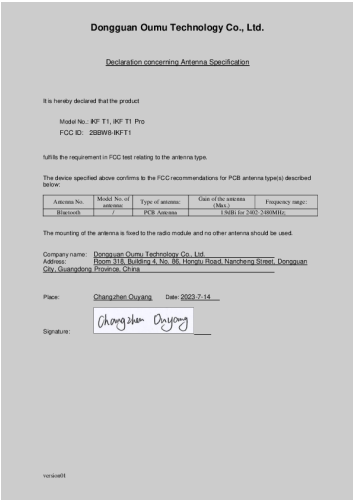 Dongguan Oumu Technology Co., Ltd.
Declaration concerning Antenna Specification
It is hereby declared that the product
Model No.: IKF T1, IKF T1 Pro
FCC ID: 2BBW8-IKFT1
fulfills the requirement in FCC test relating to the antenna type.
The device specified above confirms to the FCC recommendations for PCB antenna type(s) described
below:
Antenna No. Model No. of antenna: Type of antenna: Gain of the antenna (Max.) Frequency range:
Bluetooth / PCB Antenna 1.9dBi for 2402-2480MHz;
The mounting of the antenna is fixed to the radio module and no other antenna should be used.
Company name: Dongguan Oumu Technology Co., Ltd.
Address: Room 318, Building 4, No. 86, Hongtu Road, Nancheng Street, Dongguan
City, Guangdong Province, China
Place: Changzhen Ouyang Date: 2023-7-14
Changzhen Ouyang
Signature:
version01